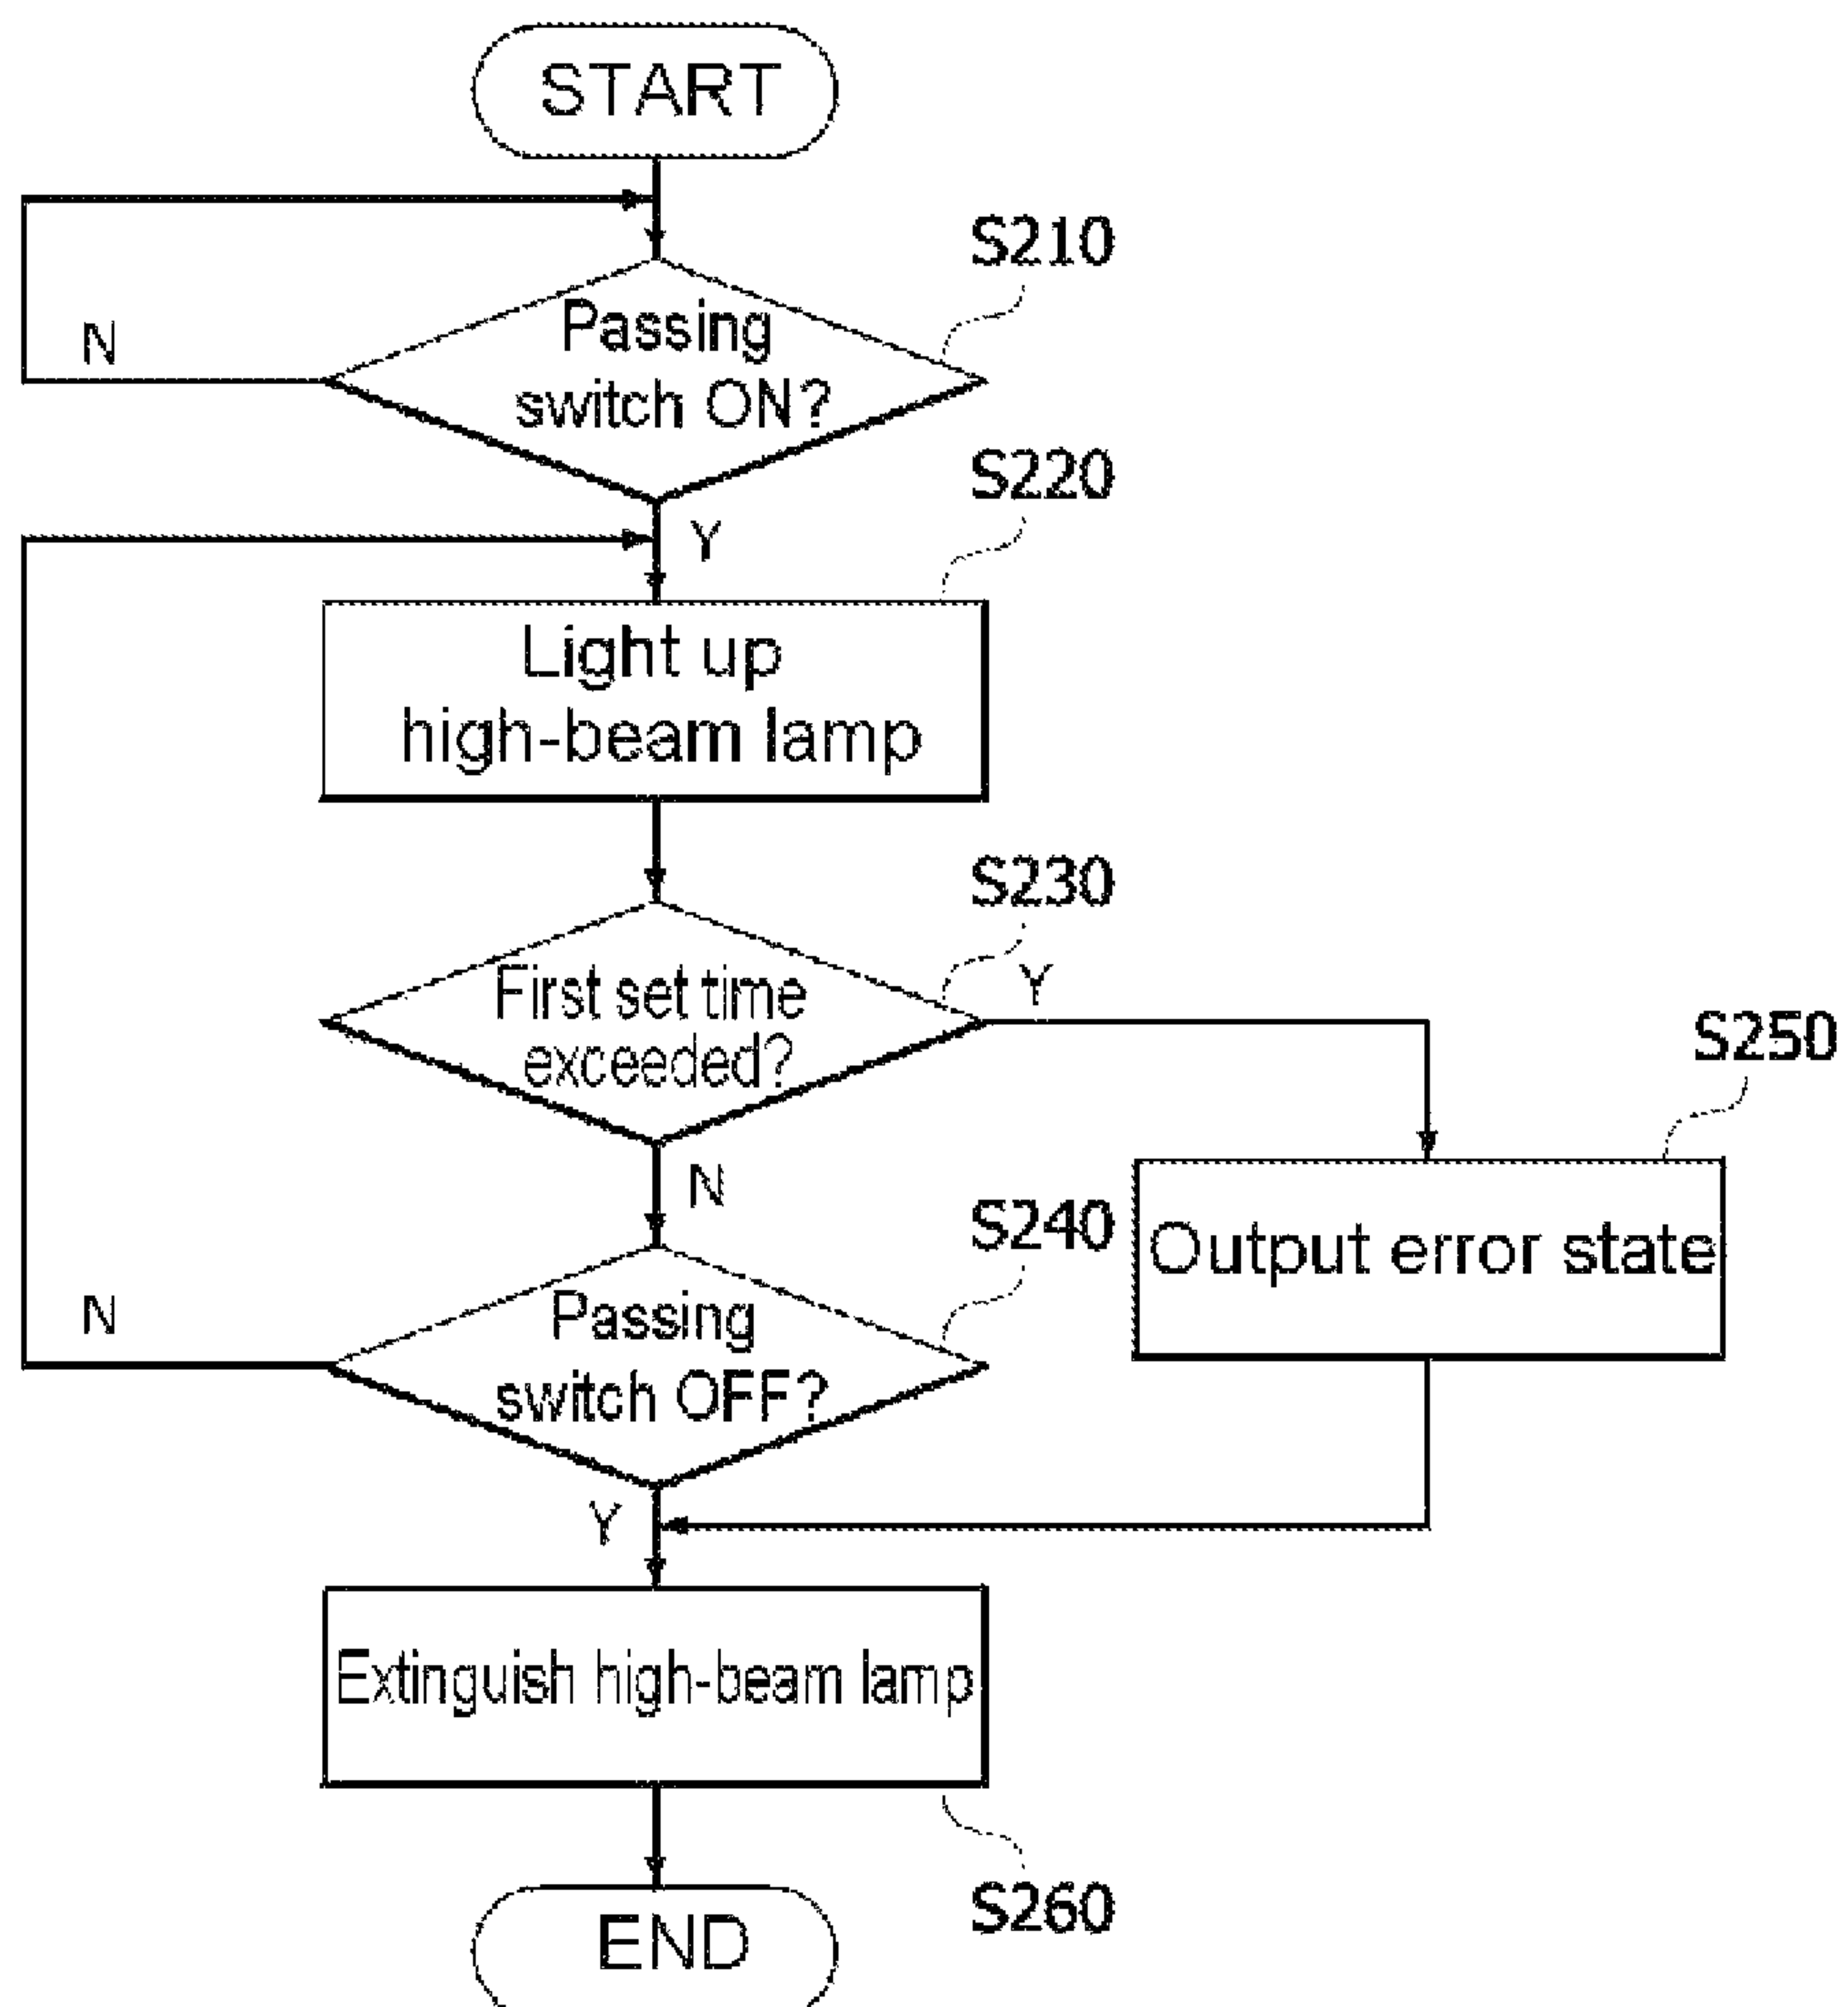 START
S210
Passing
switch ON?
N
S220
Y
Light up
high-beam lamp
S230
First set time
exceeded?
Y
S250
N
S240
Output error state
Passing
switch OFF?
N
Y
Extinguish high-beam lamp
S260
END